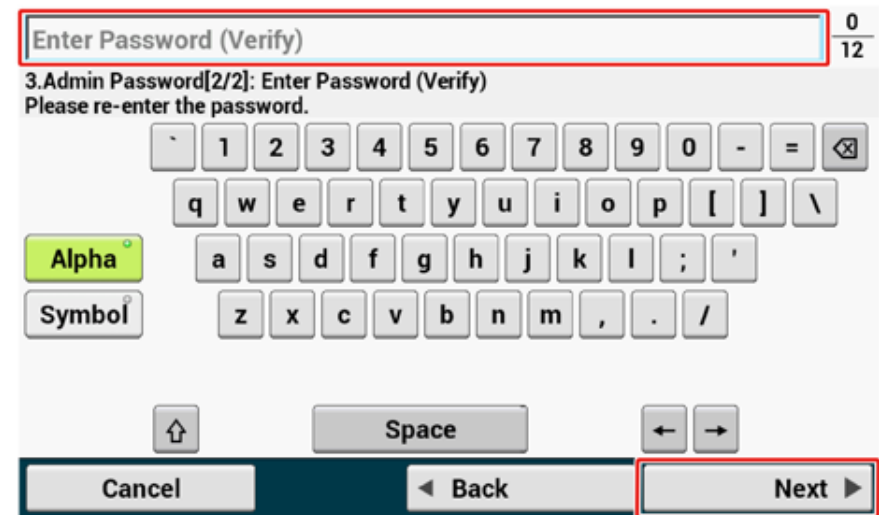 Enter Password (Verify)
0
12
3.Admin Password[2/2]: Enter Password (Verify)
Please re-enter the password.
` 1 2 3 4 5 6 7 8 9 0 - =
q w e r t y u i o p [ ] \
Alpha a s d f g h j k l ; '
Symbol z x c v b n m , . /
Space ← →
Cancel ◀ Back Next ▶